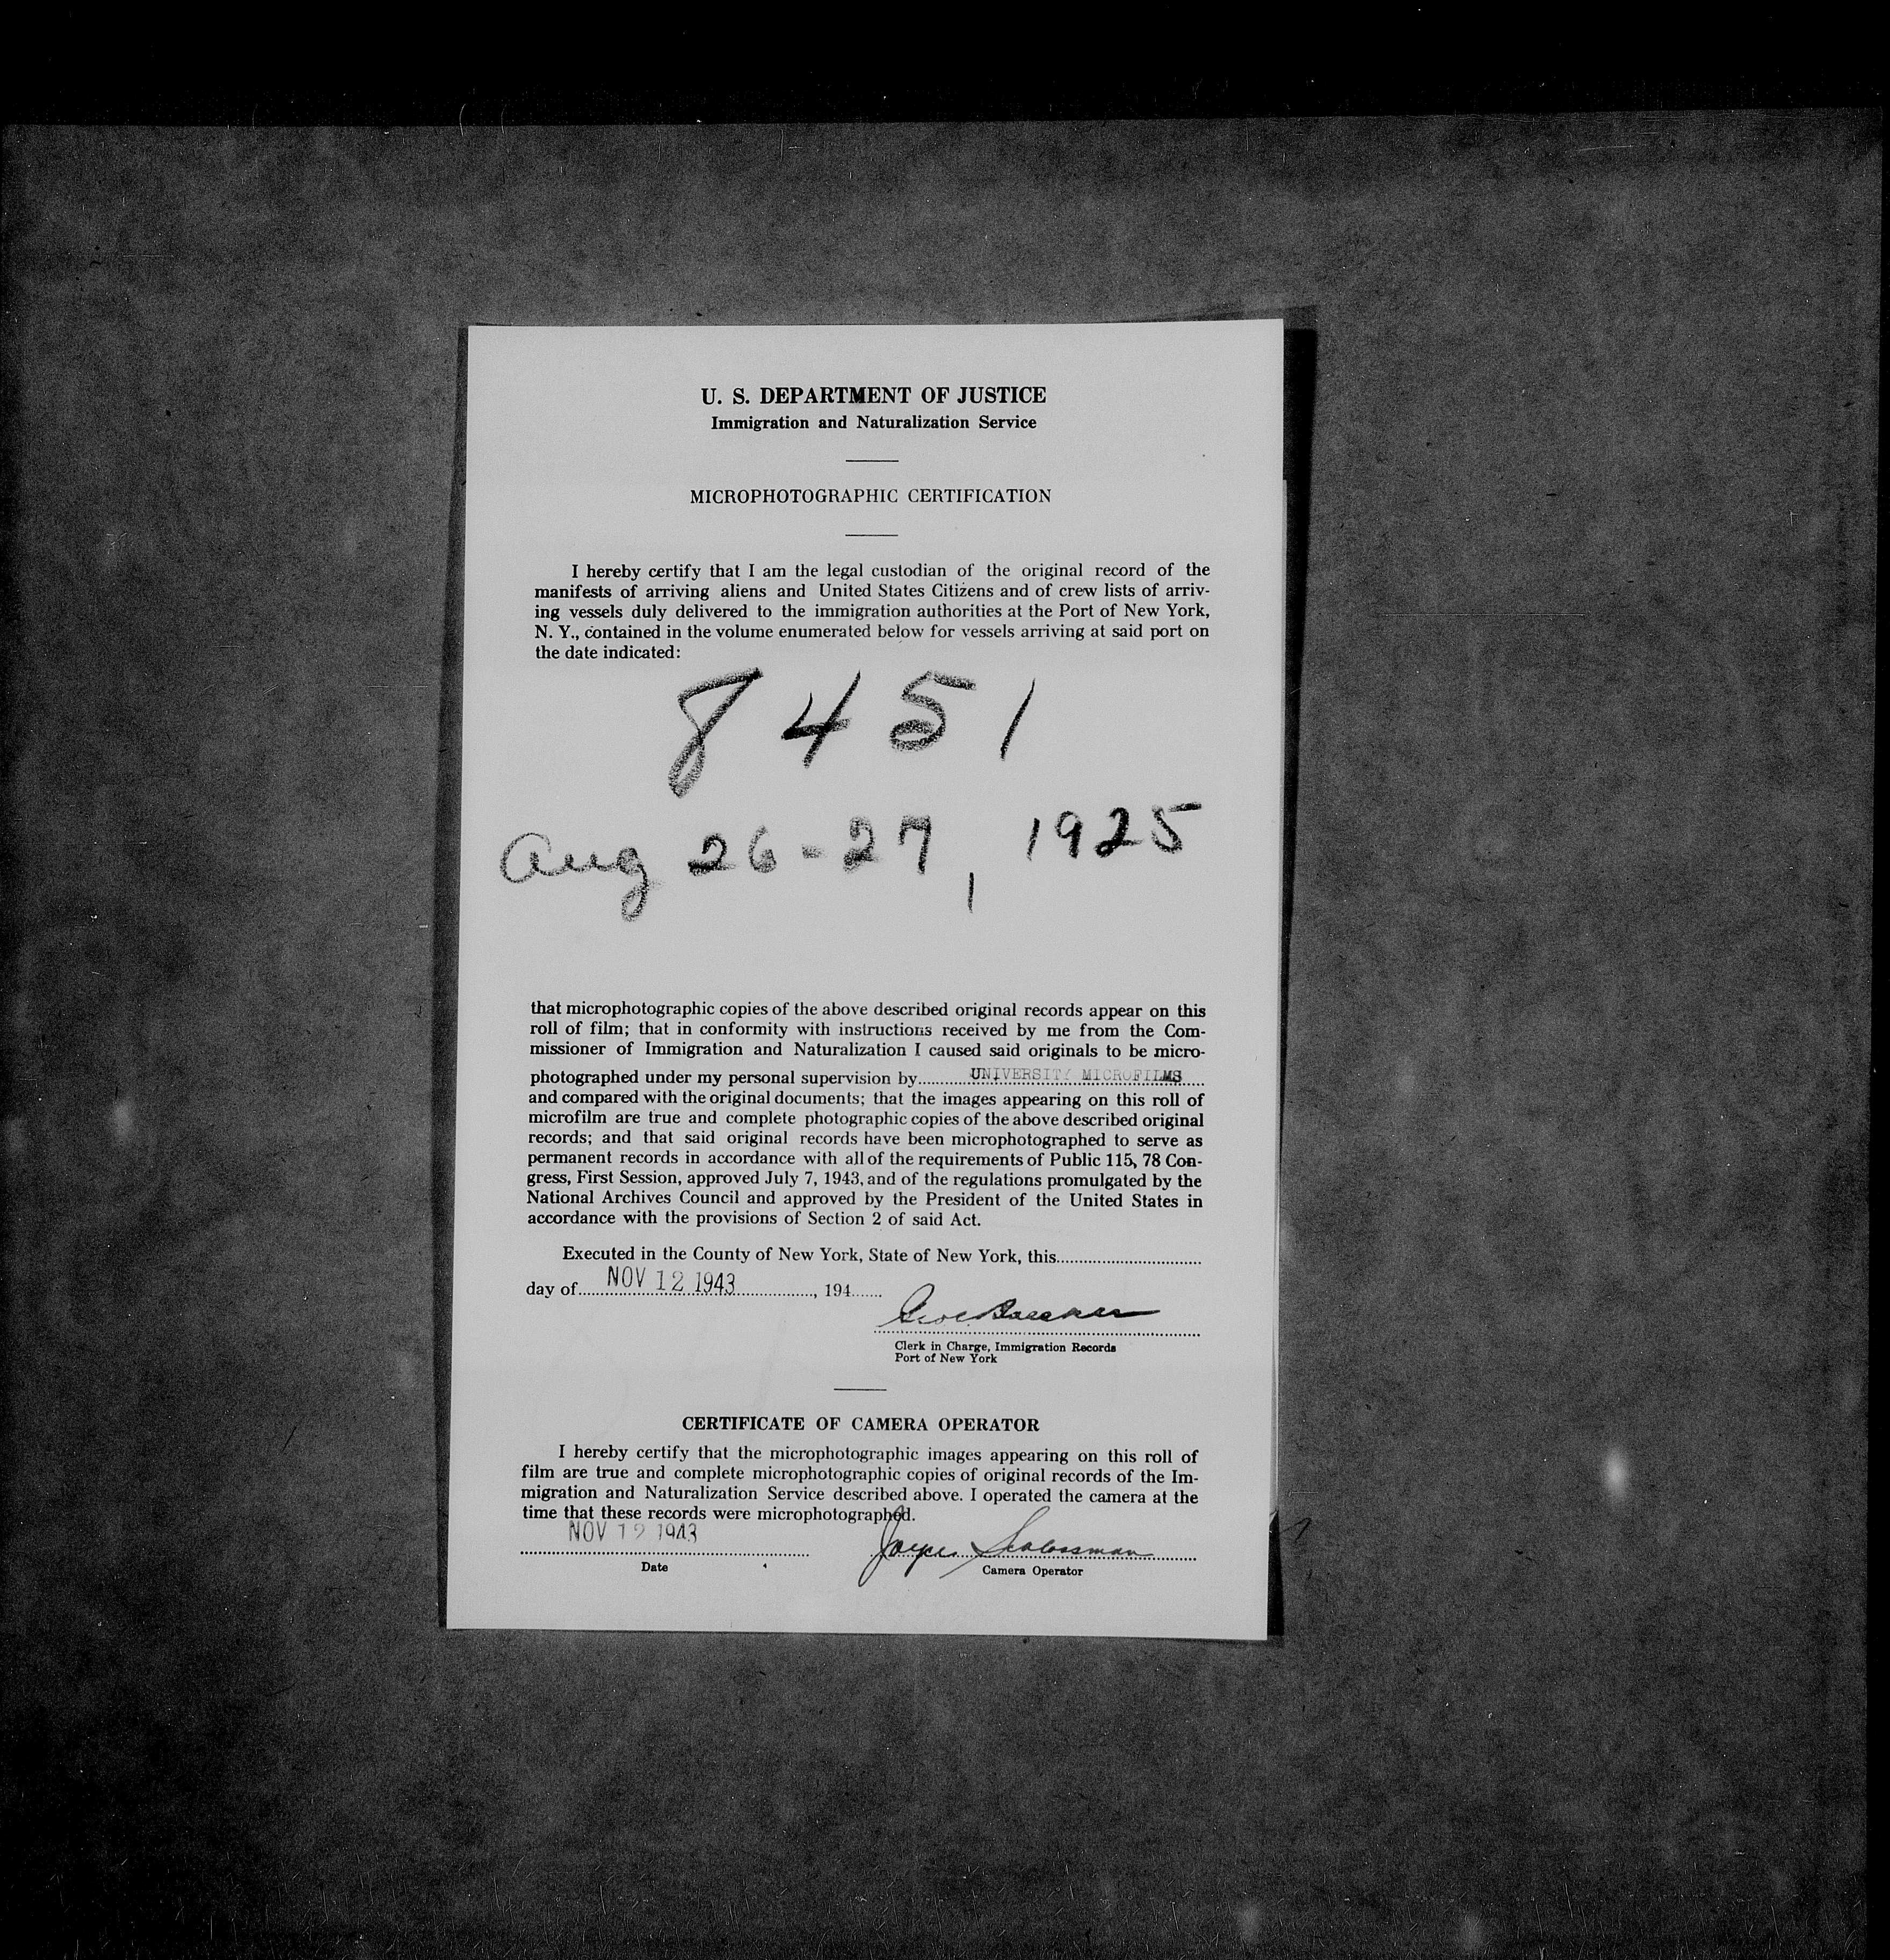 U. S. DEPARTMENT OF JUSTICE
Immigration and Naturalization Service
MICROPHOTOGRAPHIC CERTIFICATION
I hereby certify that I am the legal custodian of the original record of the
manifests of arriving aliens and United States Citizens and of crew lists of arriv-
ing vessels duly delivered to the immigration authorities at the Port of New York,
N. Y., contained in the volume enumerated below for vessels arriving at said port on
the date indicated:
8451
Aug 26-27, 1925
that microphotographic copies of the above described original records appear on this
roll of film; that in conformity with instructions received by me from the Com-
missioner of Immigration and Naturalization I caused said originals to be micro-
photographed under my personal supervision by UNIVERSITY MICROFILMS
and compared with the original documents; that the images appearing on this roll of
microfilm are true and complete photographic copies of the above described original
records; and that said original records have been microphotographed to serve as
permanent records in accordance with all of the requirements of Public 115, 78 Con-
gress, First Session, approved July 7, 1943, and of the regulations promulgated by the
National Archives Council and approved by the President of the United States in
accordance with the provisions of Section 2 of said Act.
Executed in the County of New York, State of New York, this
day of NOV 12 1943, 194
Clerk in Charge, Immigration Records
Port of New York
CERTIFICATE OF CAMERA OPERATOR
I hereby certify that the microphotographic images appearing on this roll of
film are true and complete microphotographic copies of original records of the Im-
migration and Naturalization Service described above. I operated the camera at the
time that these records were microphotographed.
NOV 12 1943
Date
Camera Operator